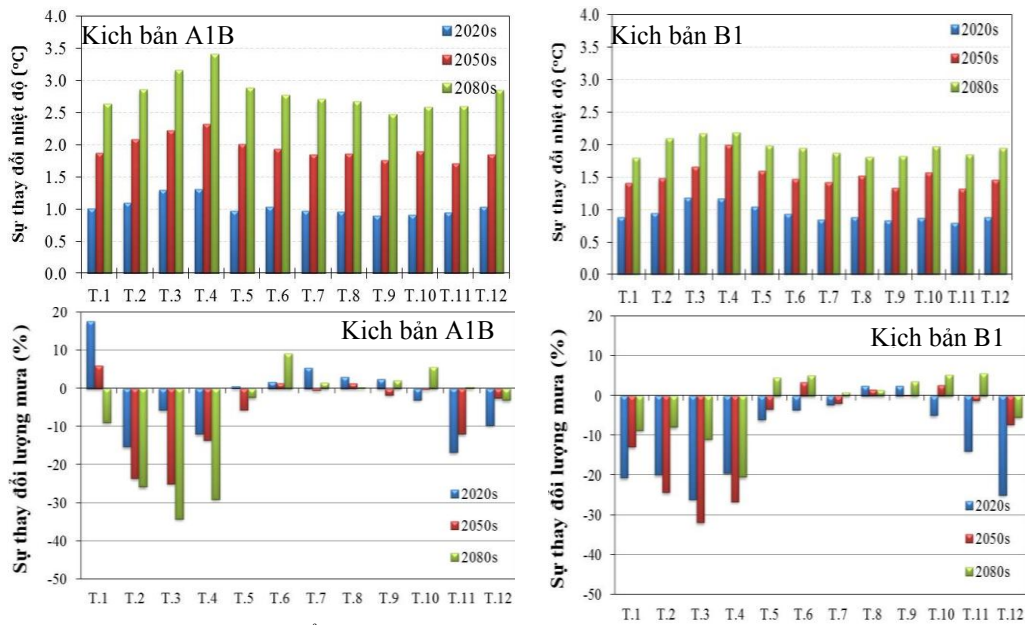 Kich bản A1B
Sự thay đổi nhiệt độ (°C)
4.0
3.5
3.0
2.5
2.0
1.5
1.0
0.5
0.0
2020s
2050s
2080s
T.1 T.2 T.3 T.4 T.5 T.6 T.7 T.8 T.9 T.10 T.11 T.12
Kich bản B1
Sự thay đổi nhiệt độ (°C)
4.0
3.5
3.0
2.5
2.0
1.5
1.0
0.5
0.0
2020s
2050s
2080s
T.1 T.2 T.3 T.4 T.5 T.6 T.7 T.8 T.9 T.10 T.11 T.12
Kich bản A1B
Sự thay đổi lượng mưa (%)
20
10
0
-10
-20
-30
-40
-50
2020s
2050s
2080s
T.1 T.2 T.3 T.4 T.5 T.6 T.7 T.8 T.9 T.10 T.11 T.12
Kich bản B1
Sự thay đổi lượng mưa (%)
20
10
0
-10
-20
-30
-40
-50
2020s
2050s
2080s
T.1 T.2 T.3 T.4 T.5 T.6 T.7 T.8 T.9 T.10 T.11 T.12